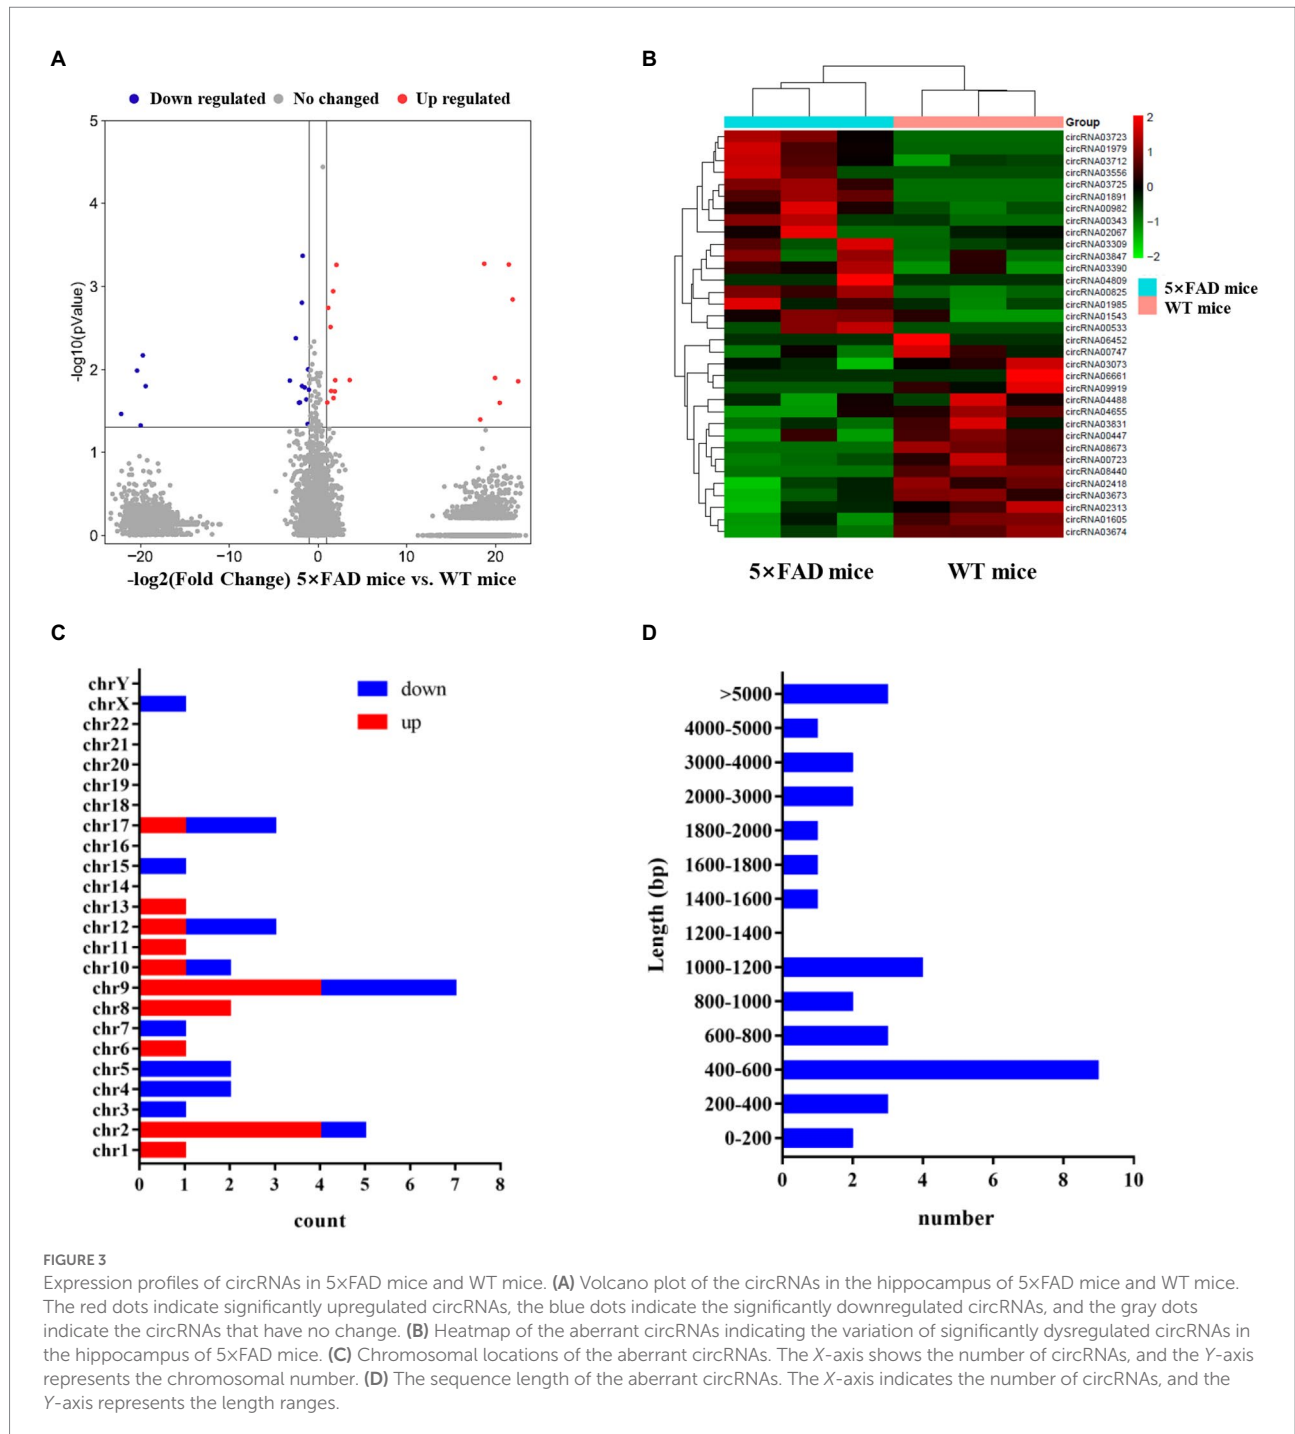 A
Down regulated
No changed
Up regulated
5
4
3
2
1
0
-log10(pValue)
−20
−10
0
10
20
-log2(Fold Change) 5×FAD mice vs. WT mice
B
Group
circRNA03723
circRNA01979
circRNA03712
circRNA03556
circRNA03725
circRNA01891
circRNA00982
circRNA00343
circRNA02067
circRNA03309
circRNA03847
circRNA03390
circRNA04809
circRNA00825
circRNA01985
circRNA01543
circRNA00533
circRNA06452
circRNA00747
circRNA03073
circRNA06661
circRNA09919
circRNA04488
circRNA04655
circRNA03831
circRNA00447
circRNA08673
circRNA00723
circRNA08440
circRNA02418
circRNA03673
circRNA02313
circRNA01605
circRNA03674
2
1
0
−1
−2
5×FAD mice
WT mice
5×FAD mice
WT mice
C
chrY
chrX
chr22
chr21
chr20
chr19
chr18
chr17
chr16
chr15
chr14
chr13
chr12
chr11
chr10
chr9
chr8
chr7
chr6
chr5
chr4
chr3
chr2
chr1
down
up
0 1 2 3 4 5 6 7 8
count
D
>5000
4000-5000
3000-4000
2000-3000
1800-2000
1600-1800
1400-1600
1200-1400
1000-1200
800-1000
600-800
400-600
200-400
0-200
Length (bp)
0 2 4 6 8 10
number
FIGURE 3
Expression profiles of circRNAs in 5×FAD mice and WT mice. (A) Volcano plot of the circRNAs in the hippocampus of 5×FAD mice and WT mice.
The red dots indicate significantly upregulated circRNAs, the blue dots indicate the significantly downregulated circRNAs, and the gray dots
indicate the circRNAs that have no change. (B) Heatmap of the aberrant circRNAs indicating the variation of significantly dysregulated circRNAs in
the hippocampus of 5×FAD mice. (C) Chromosomal locations of the aberrant circRNAs. The X-axis shows the number of circRNAs, and the Y-axis
represents the chromosomal number. (D) The sequence length of the aberrant circRNAs. The X-axis indicates the number of circRNAs, and the
Y-axis represents the length ranges.